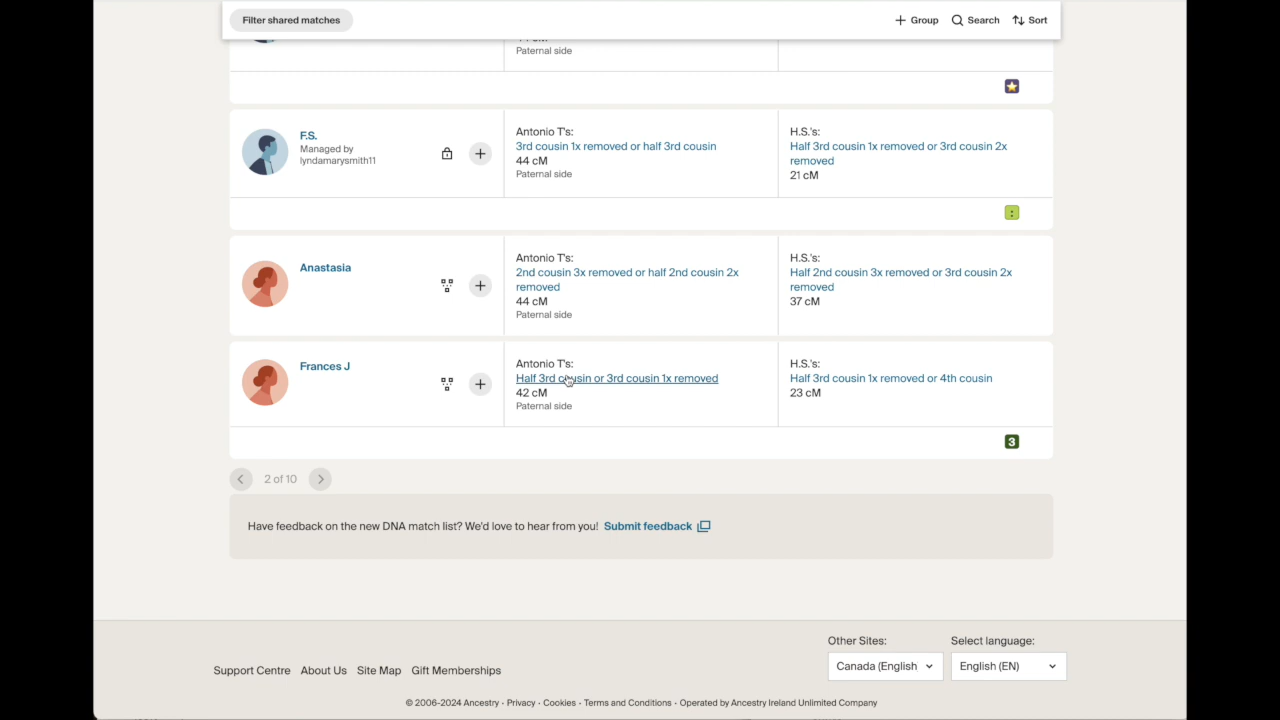 Filter shared matches
Group
Search
Sort
Paternal side
F.S.
Managed by
lyndamarysmith11
Antonio T's:
3rd cousin 1x removed or half 3rd cousin
44 cM
Paternal side
H.S.'s:
Half 3rd cousin 1x removed or 3rd cousin 2x
removed
21 cM
:
Anastasia
Antonio T's:
2nd cousin 3x removed or half 2nd cousin 2x
removed
44 cM
Paternal side
H.S.'s:
Half 2nd cousin 3x removed or 3rd cousin 2x
removed
37 cM
Frances J
Antonio T's:
Half 3rd cousin or 3rd cousin 1x removed
42 cM
Paternal side
H.S.'s:
Half 3rd cousin 1x removed or 4th cousin
23 cM
3
2 of 10
Have feedback on the new DNA match list? We'd love to hear from you! Submit feedback
Other Sites:
Select language:
Canada (English
English (EN)
Support Centre About Us Site Map Gift Memberships
© 2006-2024 Ancestry · Privacy · Cookies · Terms and Conditions · Operated by Ancestry Ireland Unlimited Company